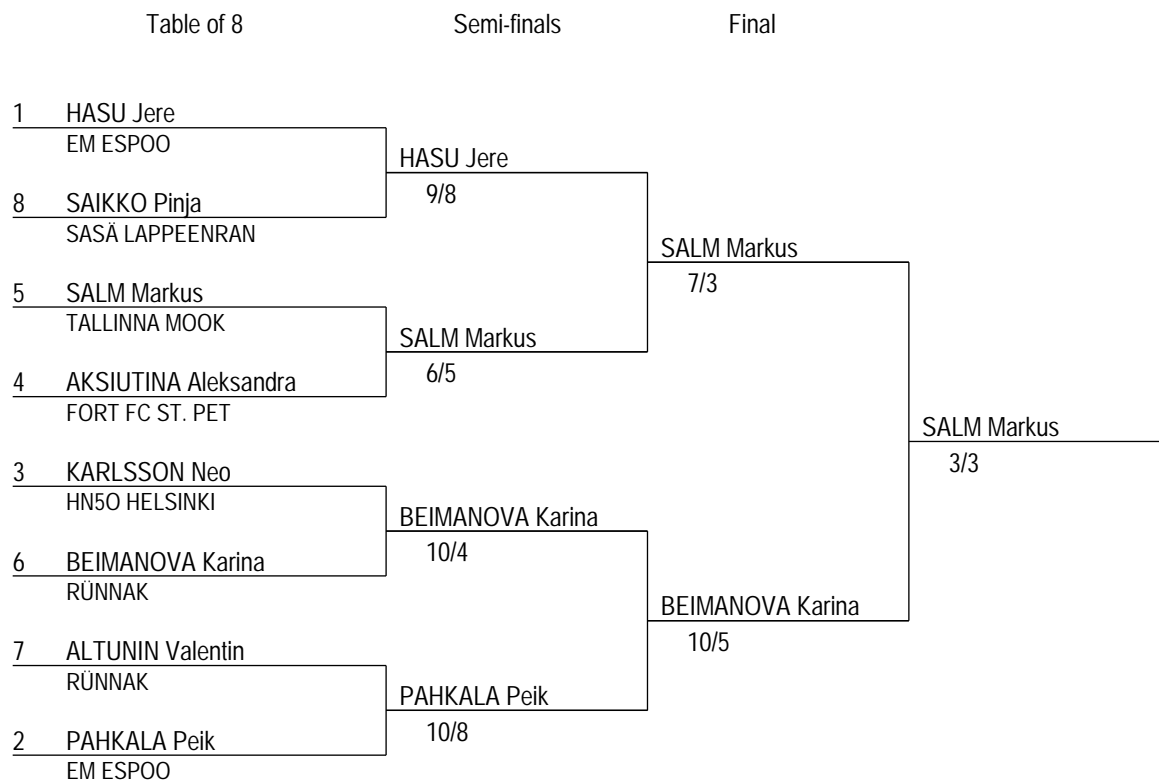 Table of 8 Semi-finals Final
1 HASU Jere
EM ESPOO
HASU Jere
9/8
8 SAIKKO Pinja
SASÄ LAPPEENRAN
SALM Markus
7/3
5 SALM Markus
TALLINNA MOOK
SALM Markus
6/5
4 AKSIUTINA Aleksandra
FORT FC ST. PET
SALM Markus
3/3
3 KARLSSON Neo
HN5O HELSINKI
BEIMANOVA Karina
10/4
6 BEIMANOVA Karina
RÜNNAK
BEIMANOVA Karina
10/5
7 ALTUNIN Valentin
RÜNNAK
PAHKALA Peik
10/8
2 PAHKALA Peik
EM ESPOO